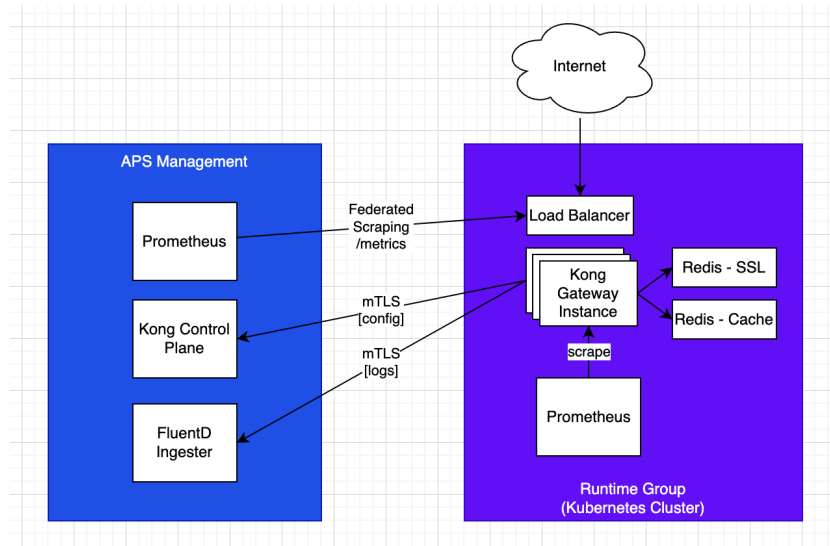 Internet
APS Management
Prometheus
Federated
Scraping
/metrics
Load Balancer
Kong Control
Plane
mTLS
[config]
Kong
Gateway
Instance
Redis - SSL
Redis - Cache
mTLS
[logs]
scrape
FluentD
Ingester
Prometheus
Runtime Group
(Kubernetes Cluster)